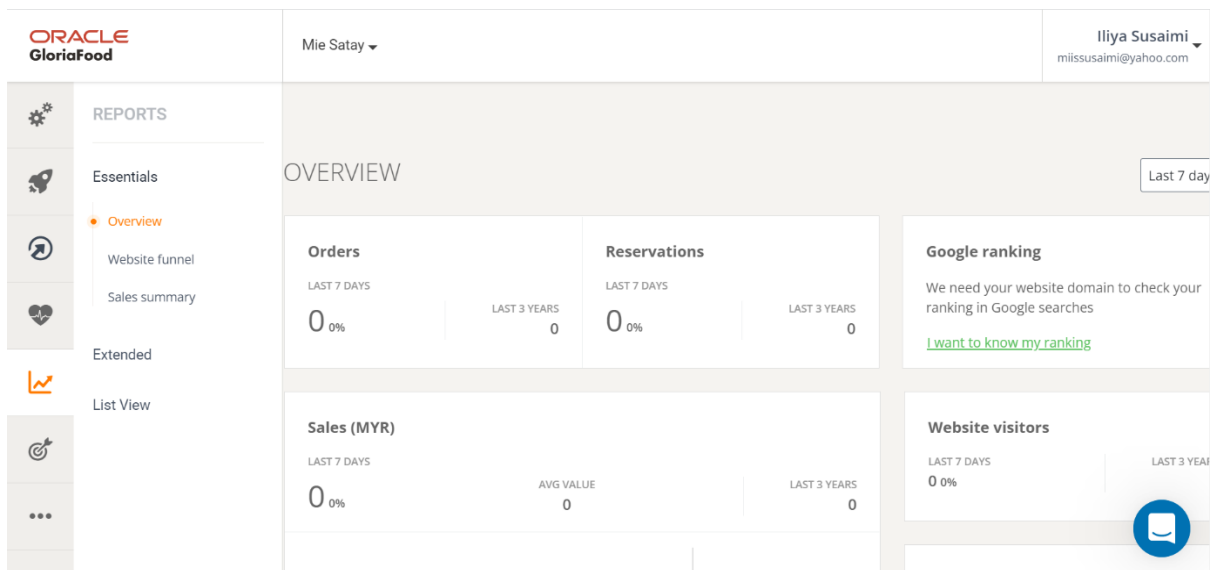 ORACLE
GloriaFood
Mie Satay
Iliya Susaimi
miissusaimi@yahoo.com
REPORTS
Essentials
Overview
Website funnel
Sales summary
Extended
List View
OVERVIEW
Last 7 day
Orders
LAST 7 DAYS
0 0%
LAST 3 YEARS
0
Reservations
LAST 7 DAYS
0 0%
LAST 3 YEARS
0
Google ranking
We need your website domain to check your
ranking in Google searches
I want to know my ranking
Sales (MYR)
LAST 7 DAYS
0 0%
AVG VALUE
0
LAST 3 YEARS
0
Website visitors
LAST 7 DAYS
0 0%
LAST 3 YEAR